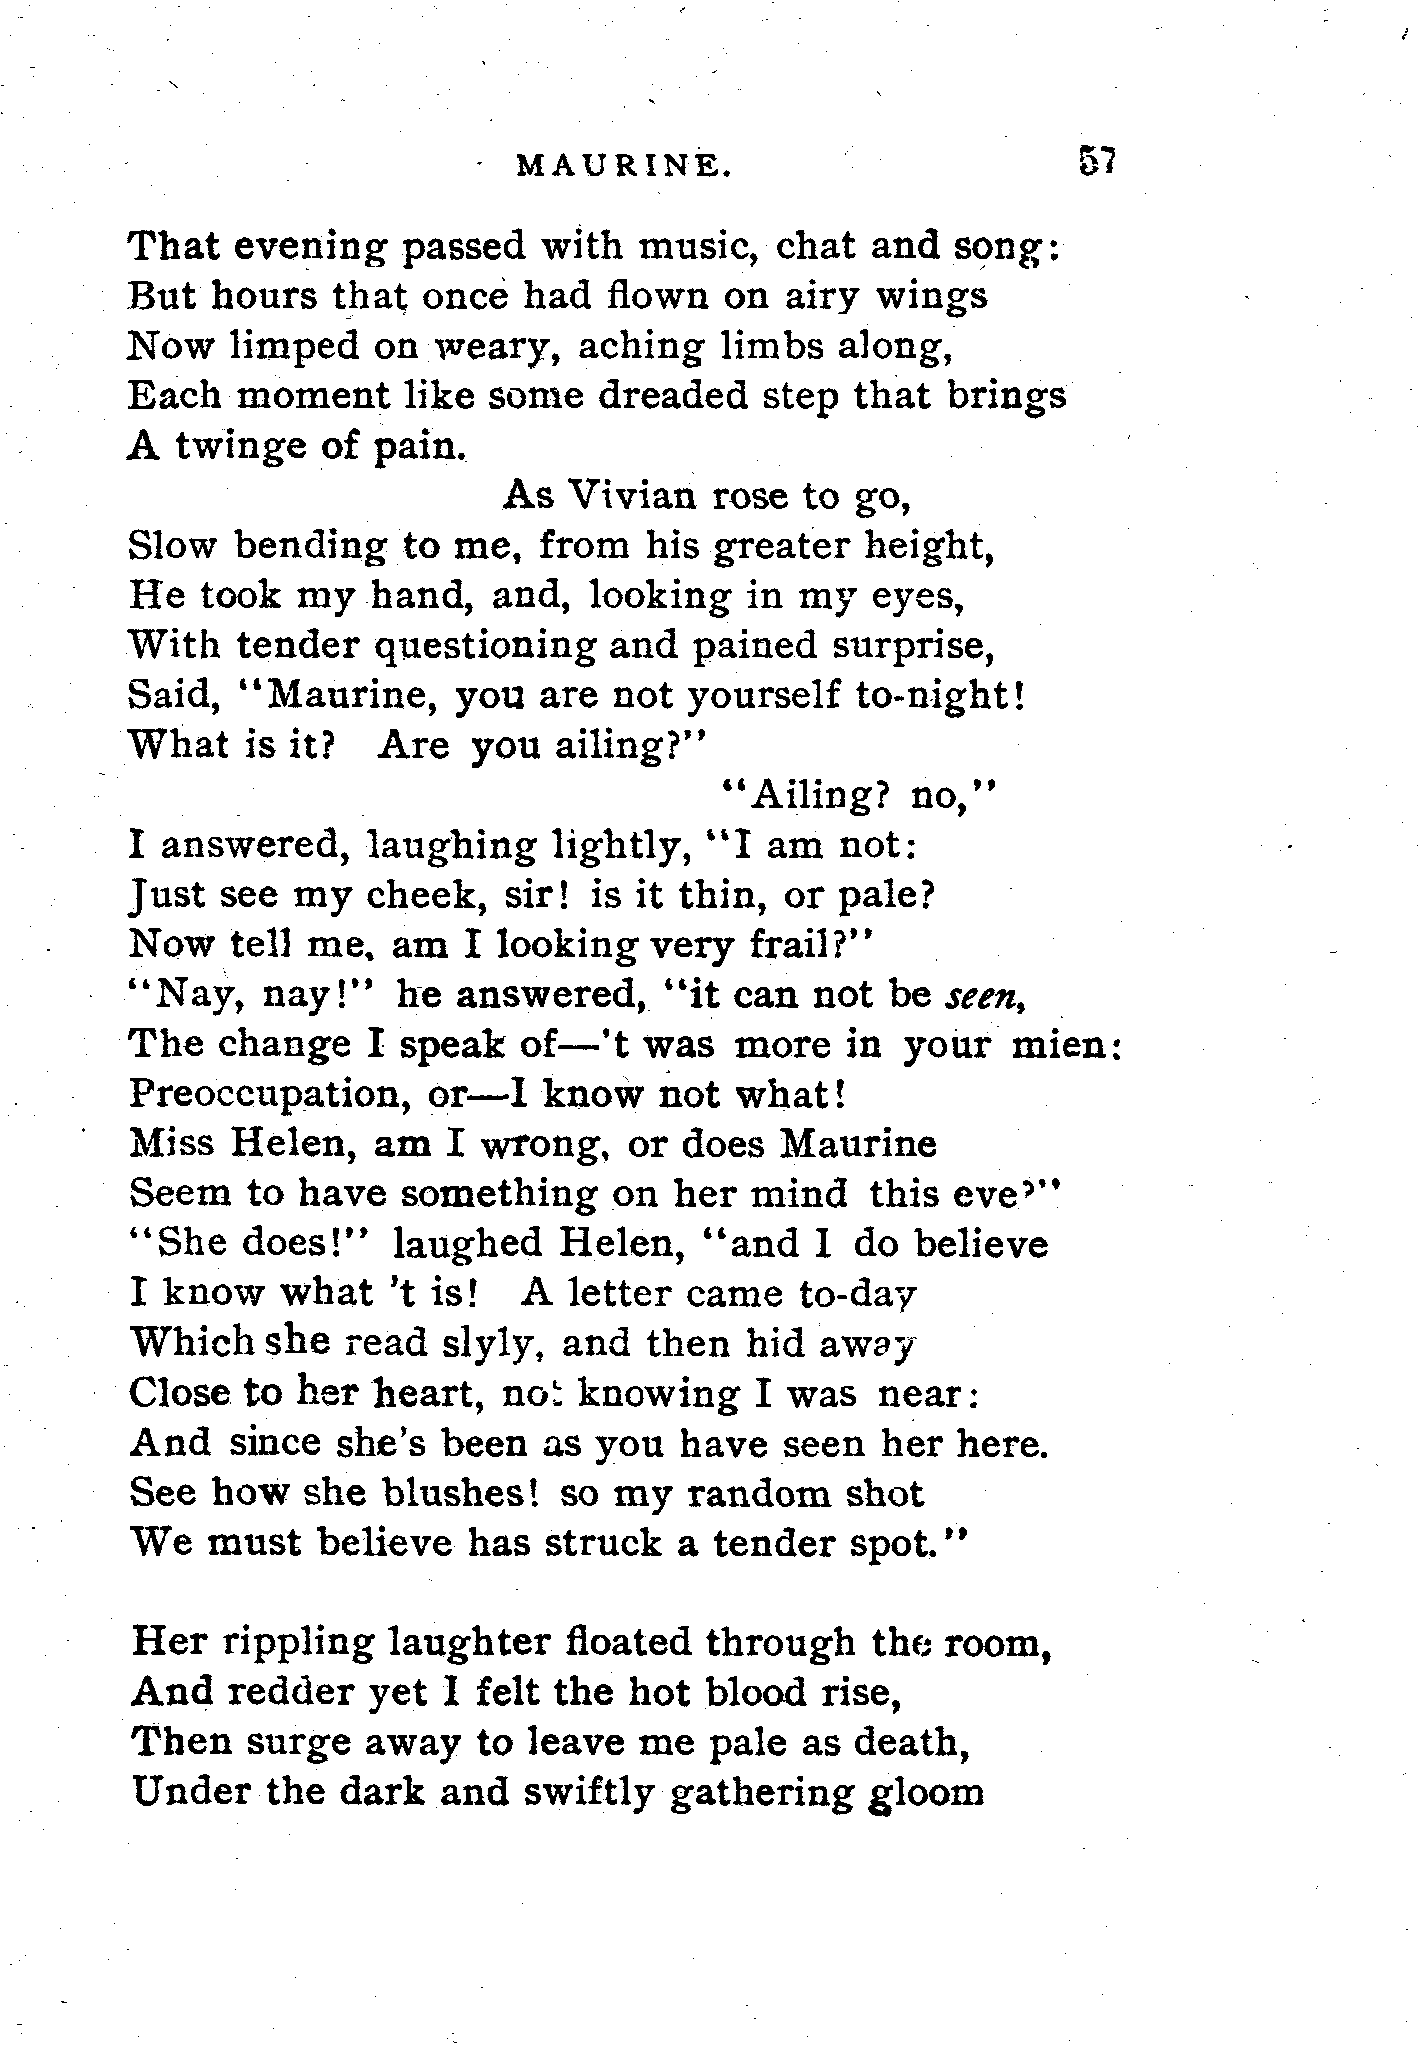 MAURINE. 57
That evening passed with music, chat and song:
But hours that once had flown on airy wings
Now limped on weary, aching limbs along,
Each moment like some dreaded step that brings
A twinge of pain.
As Vivian rose to go,
Slow bending to me, from his greater height,
He took my hand, and, looking in my eyes,
With tender questioning and pained surprise,
Said, "Maurine, you are not yourself to-night!
What is it? Are you ailing?"
"Ailing? no,"
I answered, laughing lightly, "I am not:
Just see my cheek, sir! is it thin, or pale?
Now tell me, am I looking very frail?"
"Nay, nay!" he answered, "it can not be seen,
The change I speak of—'t was more in your mien:
Preoccupation, or—I know not what!
Miss Helen, am I wrong, or does Maurine
Seem to have something on her mind this eve?"
"She does!" laughed Helen, "and I do believe
I know what 't is! A letter came to-day
Which she read slyly, and then hid away
Close to her heart, not knowing I was near:
And since she's been as you have seen her here.
See how she blushes! so my random shot
We must believe has struck a tender spot."
Her rippling laughter floated through the room,
And redder yet I felt the hot blood rise,
Then surge away to leave me pale as death,
Under the dark and swiftly gathering gloom